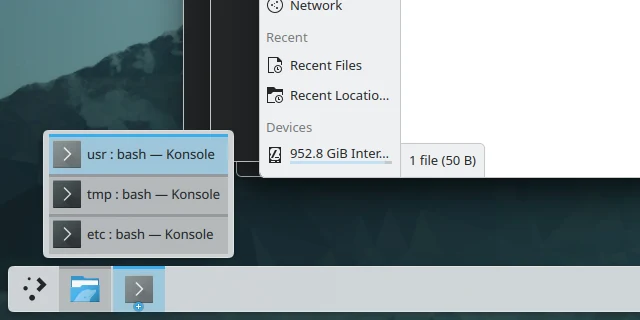 Network
Recent
Recent Files
Recent Locatio...
Devices
952.8 GiB Inter...
1 file (50 B)
usr : bash — Konsole
tmp : bash — Konsole
etc : bash — Konsole